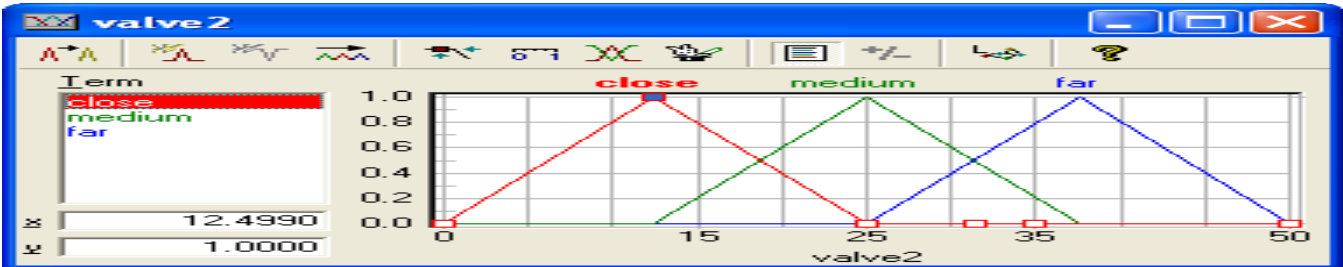 valve2
Term
close medium far
close
medium
far
1.0
0.8
0.6
0.4
0.2
0.0
x 12.4990
y 1.0000
0 15 25 35 50
valve2